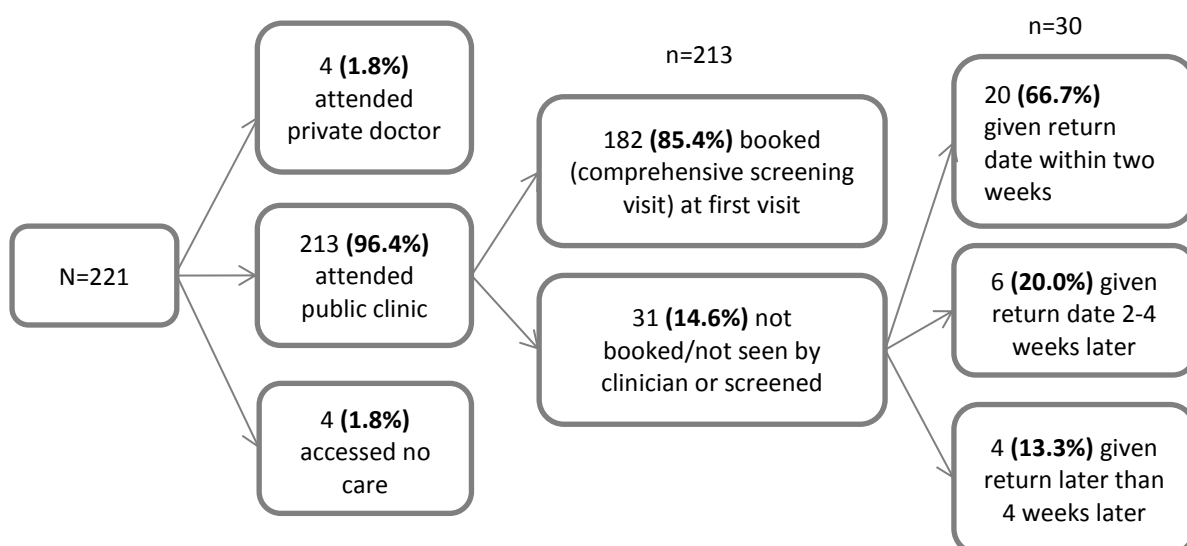 N=221
4 (1.8%)
attended
private doctor
213 (96.4%)
attended
public clinic
4 (1.8%)
accessed no
care
n=213
182 (85.4%) booked
(comprehensive screening
visit) at first visit
31 (14.6%) not
booked/not seen by
clinician or screened
n=30
20 (66.7%)
given return
date within two
weeks
6 (20.0%) given
return date 2-4
weeks later
4 (13.3%) given
return later than
4 weeks later